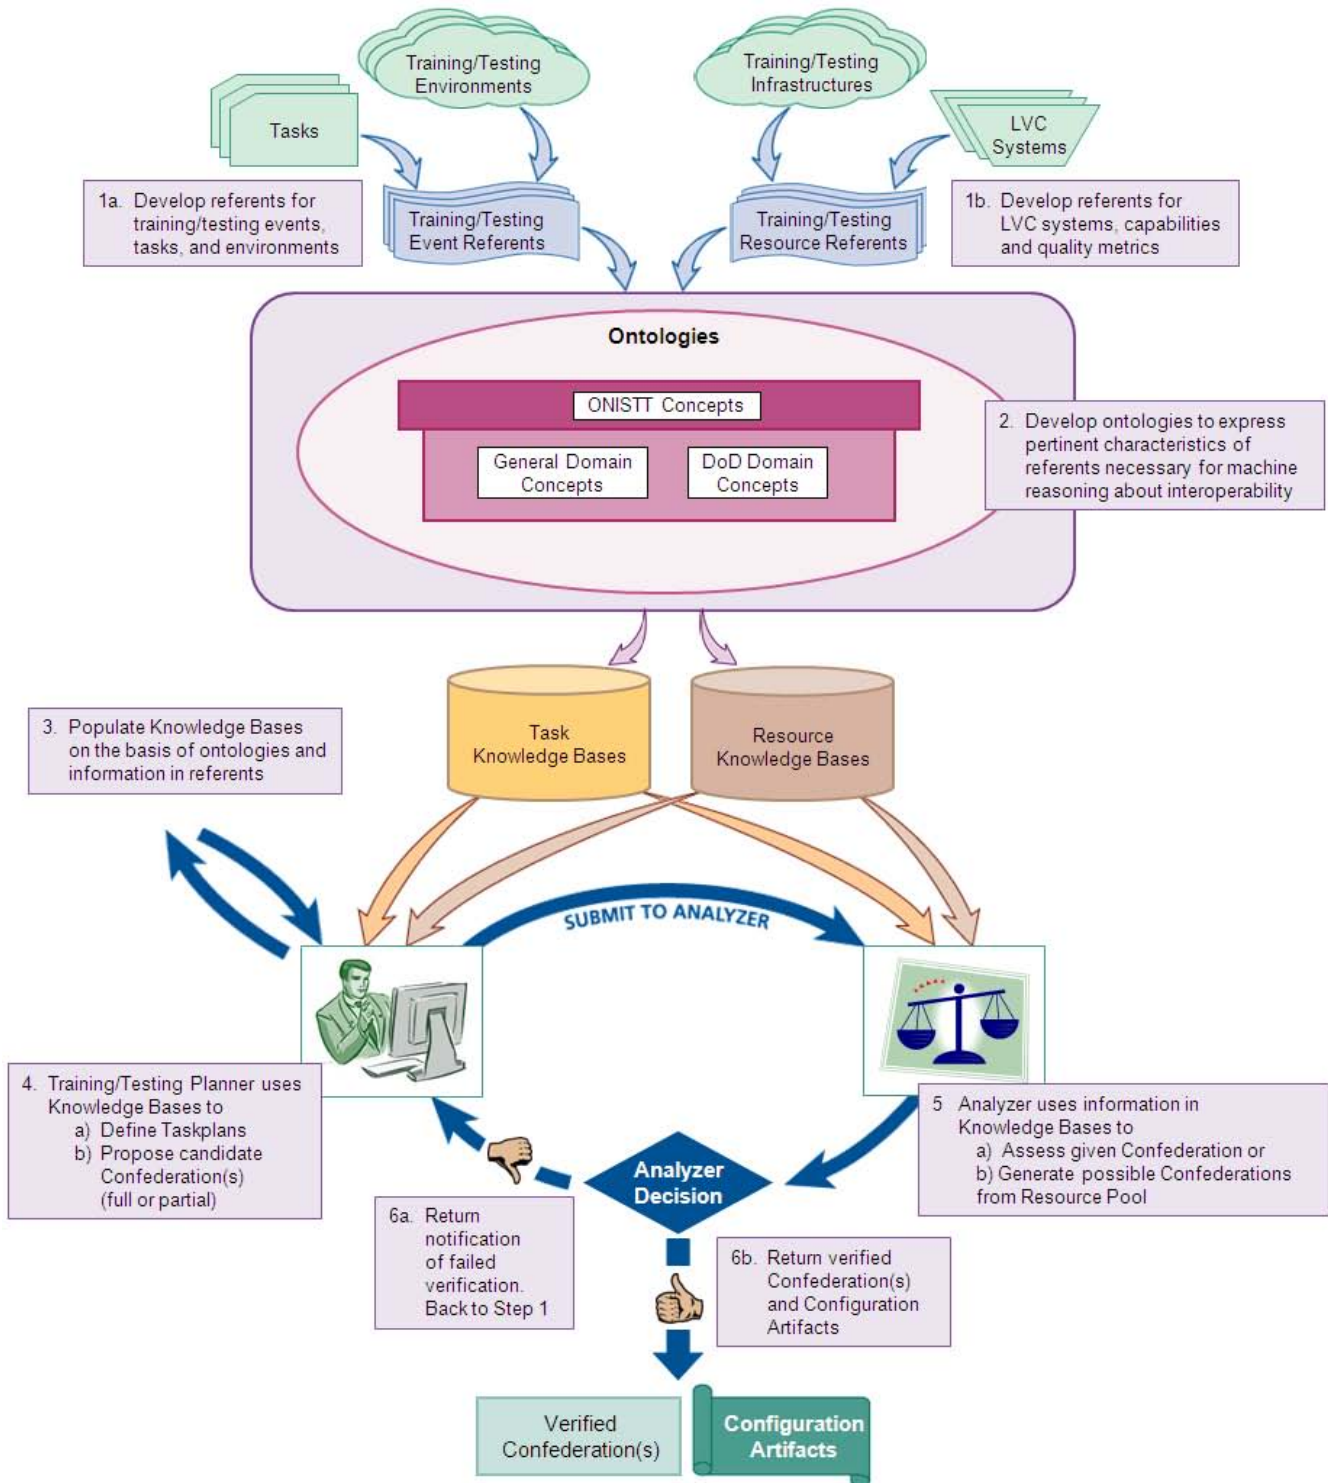 Training/Testing
Environments
Training/Testing
Infrastructures
Tasks
LVC
Systems
1a. Develop referents for
training/testing events,
tasks, and environments
Training/Testing
Event Referents
Training/Testing
Resource Referents
1b. Develop referents for
LVC systems, capabilities
and quality metrics
Ontologies
ONISTT Concepts
General Domain
Concepts
DoD Domain
Concepts
2. Develop ontologies to express
pertinent characteristics of
referents necessary for machine
reasoning about interoperability
Task
Knowledge Bases
Resource
Knowledge Bases
3. Populate Knowledge Bases
on the basis of ontologies and
information in referents
SUBMIT TO ANALYZER
4. Training/Testing Planner uses
Knowledge Bases to
a) Define Taskplans
b) Propose candidate
Confederation(s)
(full or partial)
5 Analyzer uses information in
Knowledge Bases to
a) Assess given Confederation or
b) Generate possible Confederations
from Resource Pool
Analyzer
Decision
6a. Return
notification
of failed
verification.
Back to Step 1
6b. Return verified
Confederation(s)
and Configuration
Artifacts
Verified
Confederation(s)
Configuration
Artifacts